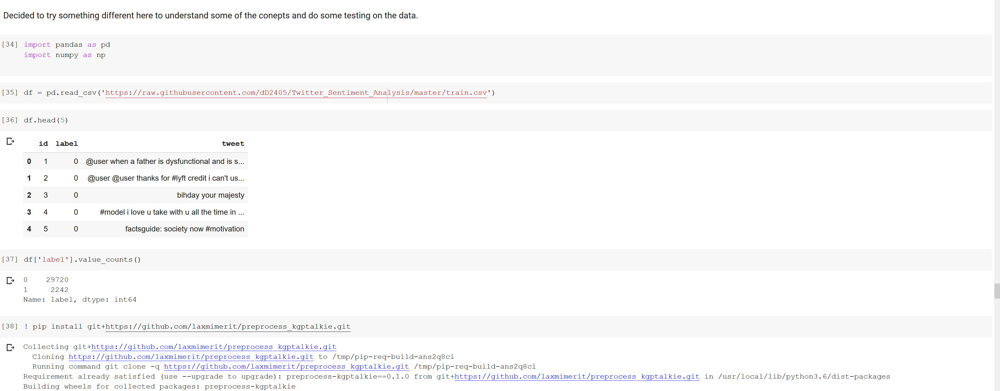 Decided to try something different here to understand some of the conepts and do some testing on the data.
[34] import pandas as pd
import numpy as np
[35] df = pd.read_csv('https://raw.githubusercontent.com/dD2405/Twitter_Sentiment_Analysis/master/train.csv')
[36] df.head(5)
id label tweet
0 1 0 @user when a father is dysfunctional and is s...
1 2 0 @user @user thanks for #lyft credit i can't us...
2 3 0 bihday your majesty
3 4 0 #model i love u take with u all the time in ...
4 5 0 factsguide: society now #motivation
[37] df['label'].value_counts()
0 29720
1 2242
Name: label, dtype: int64
[38] ! pip install git+https://github.com/laxmimerit/preprocess_kgptalkie.git
Collecting git+https://github.com/laxmimerit/preprocess_kgptalkie.git
Cloning https://github.com/laxmimerit/preprocess_kgptalkie.git to /tmp/pip-req-build-ans2q8ci
Running command git clone -q https://github.com/laxmimerit/preprocess_kgptalkie.git /tmp/pip-req-build-ans2q8ci
Requirement already satisfied (use --upgrade to upgrade): preprocess-kgptalkie==0.1.0 from git+https://github.com/laxmimerit/preprocess_kgptalkie.git in /usr/local/lib/python3.6/dist-packages
Building wheels for collected packages: preprocess-kgptalkie